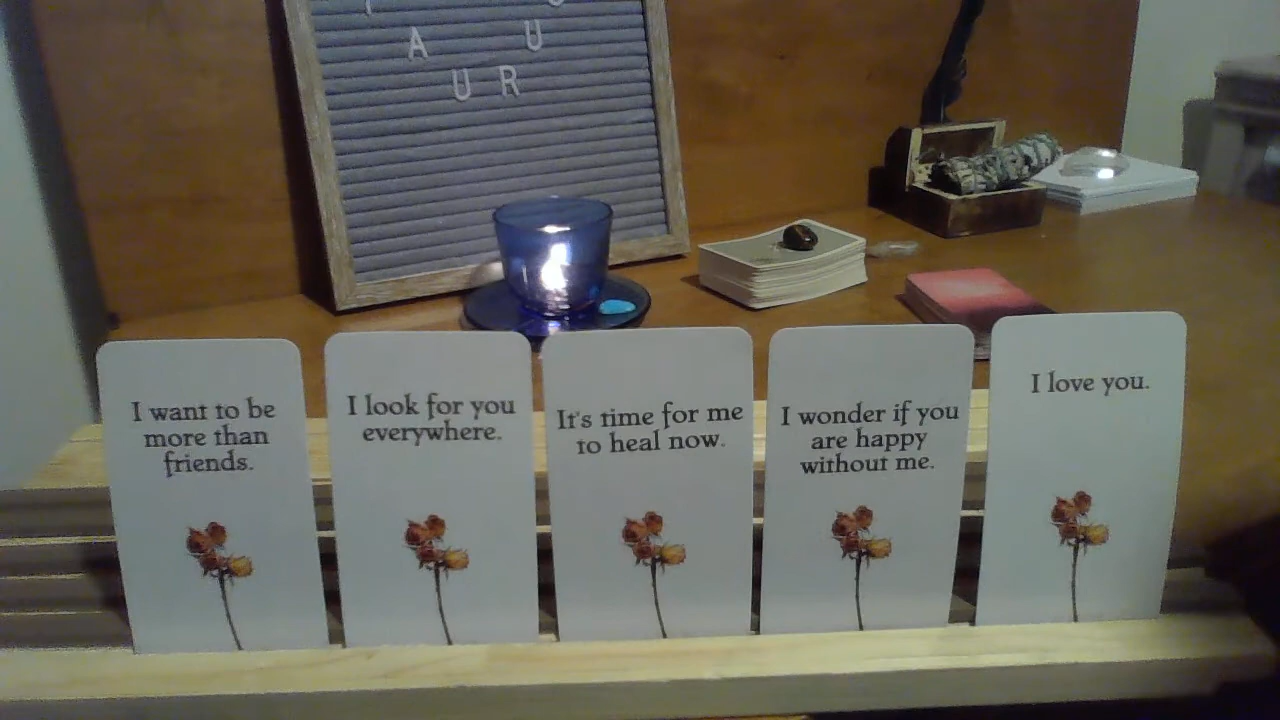 A U
U R
I want to be
more than
friends.
I look for you
everywhere.
It's time for me
to heal now.
I wonder if you
are happy
without me.
I love you.